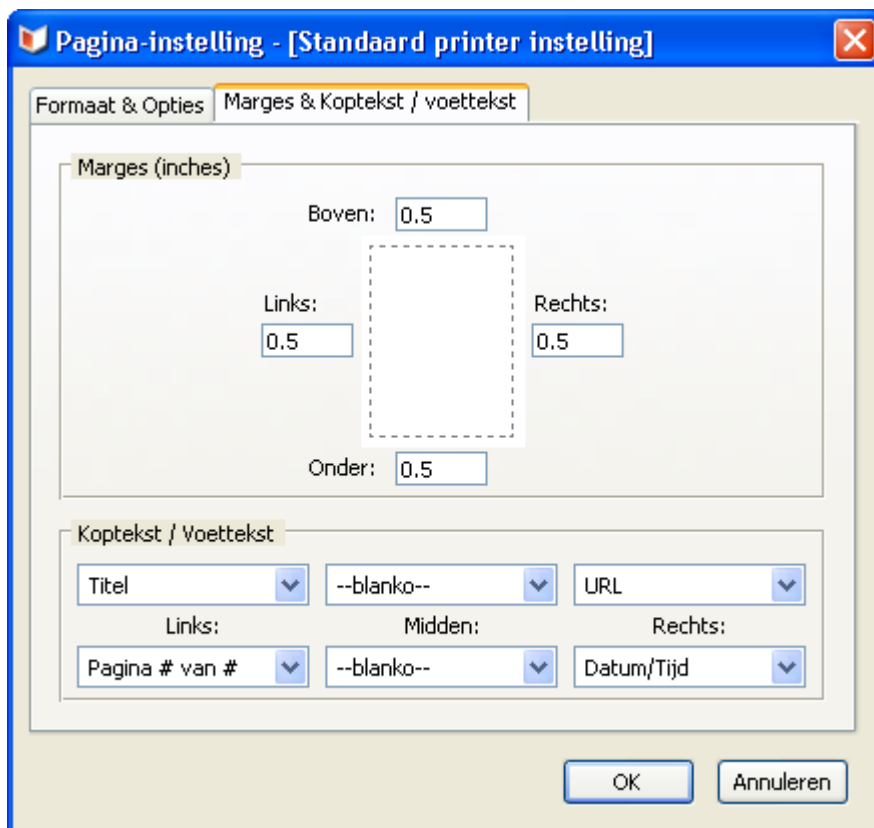 Pagina-instelling - [Standaard printer instelling]
Formaat & Opties
Marges & Koptekst / voettekst
Marges (inches)
Boven: 0.5
Links:
0.5
Rechts:
0.5
Onder: 0.5
Koptekst / Voettekst
Titel --blanko-- URL
Links: Midden: Rechts:
Pagina # van # --blanko-- Datum/Tijd
OK Annuleren